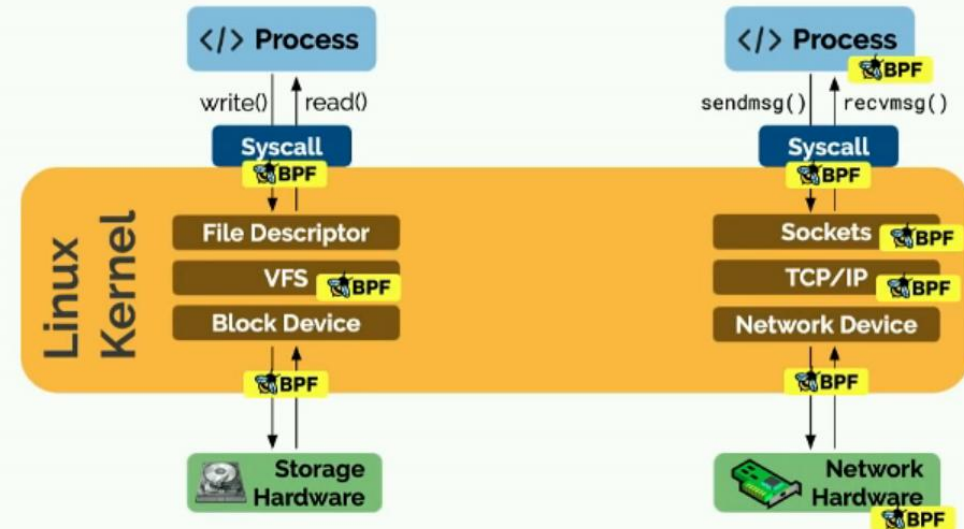 </> Process
write()
read()
Syscall
BPF
File Descriptor
VFS
BPF
Block Device
BPF
Storage
Hardware
Linux
Kernel
</> Process
BPF
sendmsg()
recvmsg()
Syscall
BPF
Sockets
BPF
TCP/IP
BPF
Network Device
BPF
Network
Hardware
BPF